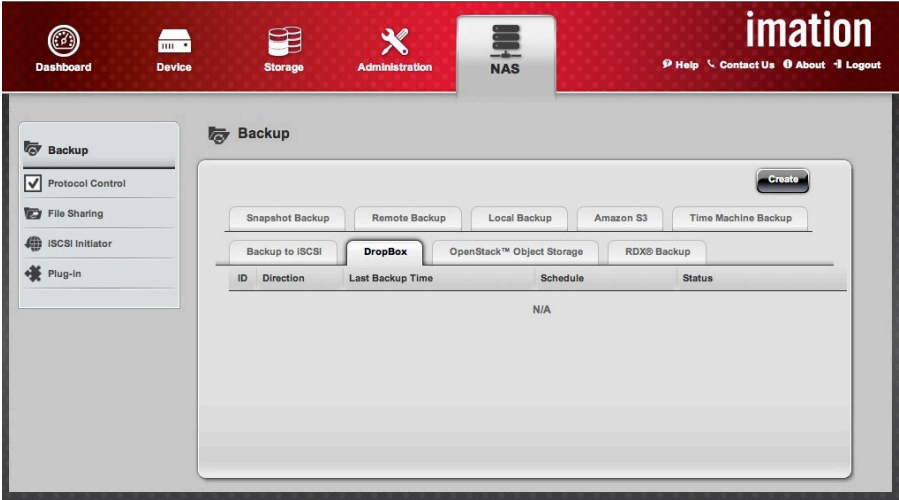 imation
Dashboard Device Storage Administration NAS
Help Contact Us About Logout
Backup
Protocol Control
File Sharing
iSCSI Initiator
Plug-in
Backup
Create
Snapshot Backup Remote Backup Local Backup Amazon S3 Time Machine Backup
Backup to iSCSI DropBox OpenStack™ Object Storage RDX® Backup
ID Direction Last Backup Time Schedule Status
N/A